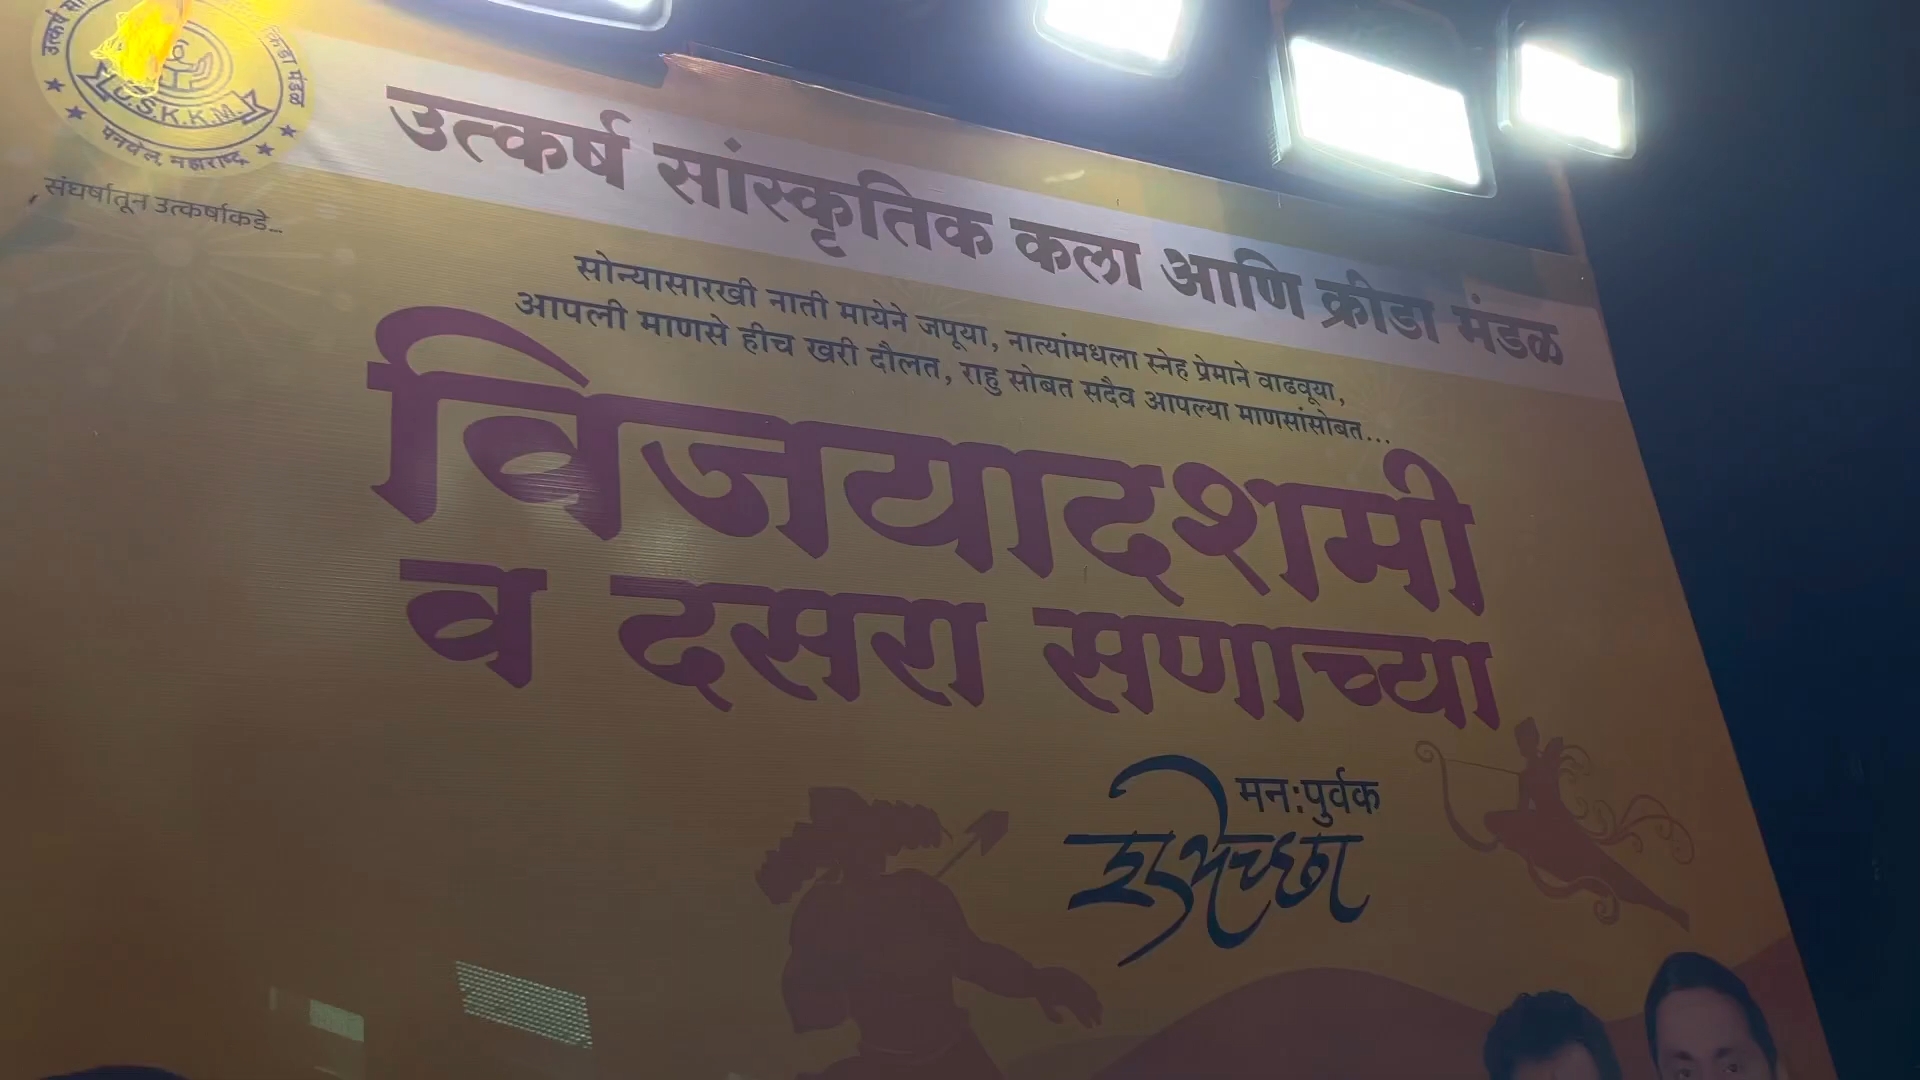 U.S.K.K.M.
पनवेल, महाराष्ट्र
संघर्षातून उत्कर्षाकडे...
उत्कर्ष सांस्कृतिक कला आणि क्रीडा मंडळ
सोन्यासारखी नाती मायेने जपूया, नात्यांमधला स्नेह प्रेमाने वाढवूया,
आपली माणसे हीच खरी दौलत, राहु सोबत सदैव आपल्या माणसांसोबत...
विजयादशमी
व दसरा सणाच्या
मन:पुर्वक
शुभेच्छा